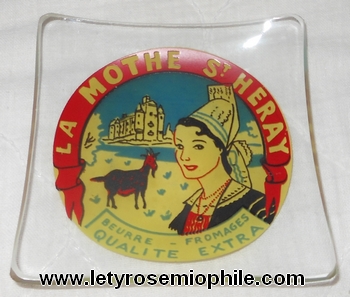 LA MOTHE ST HERAY
BEURRE - FROMAGES
QUALITE EXTRA
www.letyrosemiophile.com